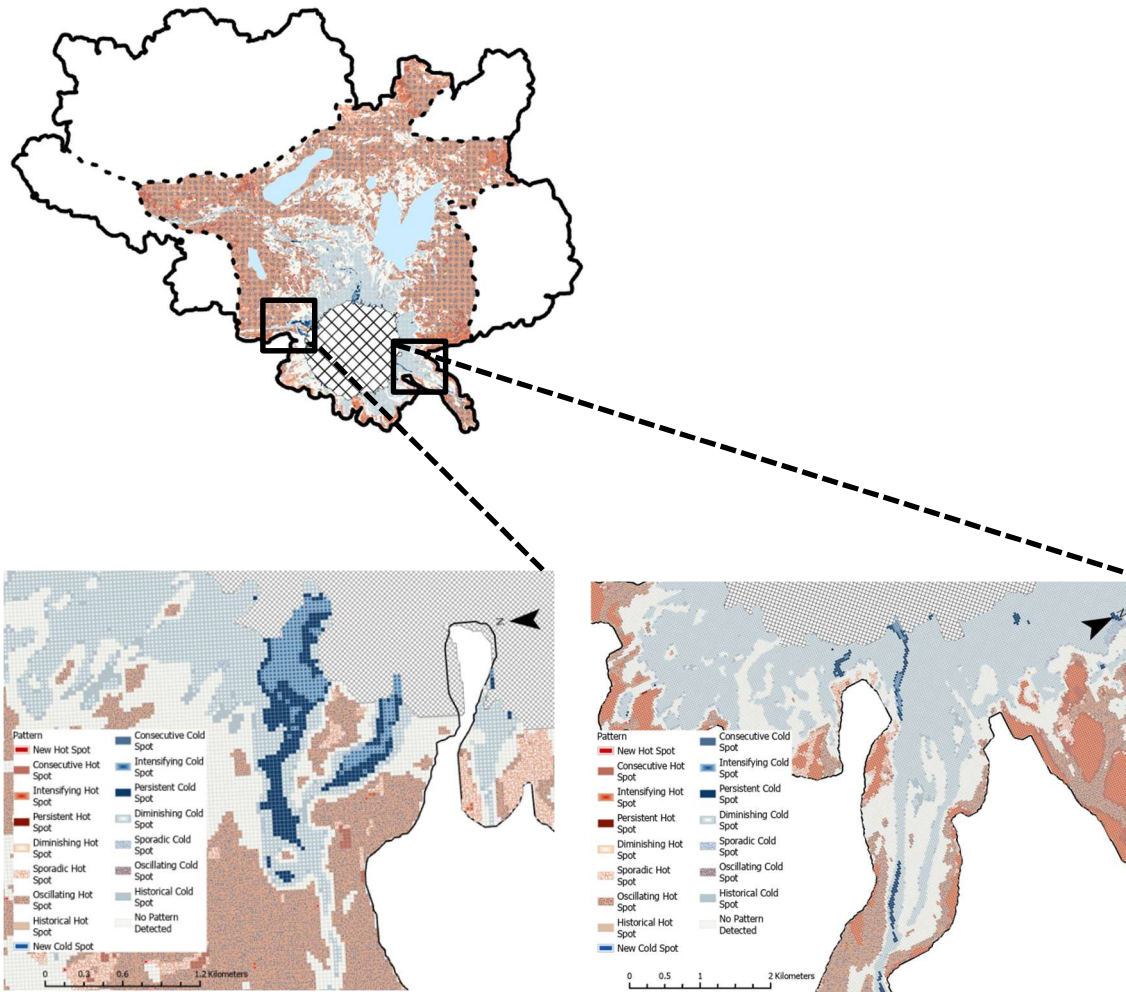 N
Pattern
New Hot Spot
Consecutive Hot
Spot
Intensifying Hot
Spot
Persistent Hot
Spot
Diminishing Hot
Spot
Sporadic Hot
Spot
Oscillating Hot
Spot
Historical Hot
Spot
New Cold Spot
Consecutive Cold
Spot
Intensifying Cold
Spot
Persistent Cold
Spot
Diminishing Cold
Spot
Sporadic Cold
Spot
Oscillating Cold
Spot
Historical Cold
Spot
No Pattern
Detected
0 0.3 0.6 1.2 Kilometers
N
Pattern
New Hot Spot
Consecutive Hot
Spot
Intensifying Hot
Spot
Persistent Hot
Spot
Diminishing Hot
Spot
Sporadic Hot
Spot
Oscillating Hot
Spot
Historical Hot
Spot
New Cold Spot
Consecutive Cold
Spot
Intensifying Cold
Spot
Persistent Cold
Spot
Diminishing Cold
Spot
Sporadic Cold
Spot
Oscillating Cold
Spot
Historical Cold
Spot
No Pattern
Detected
0 0.5 1 2 Kilometers